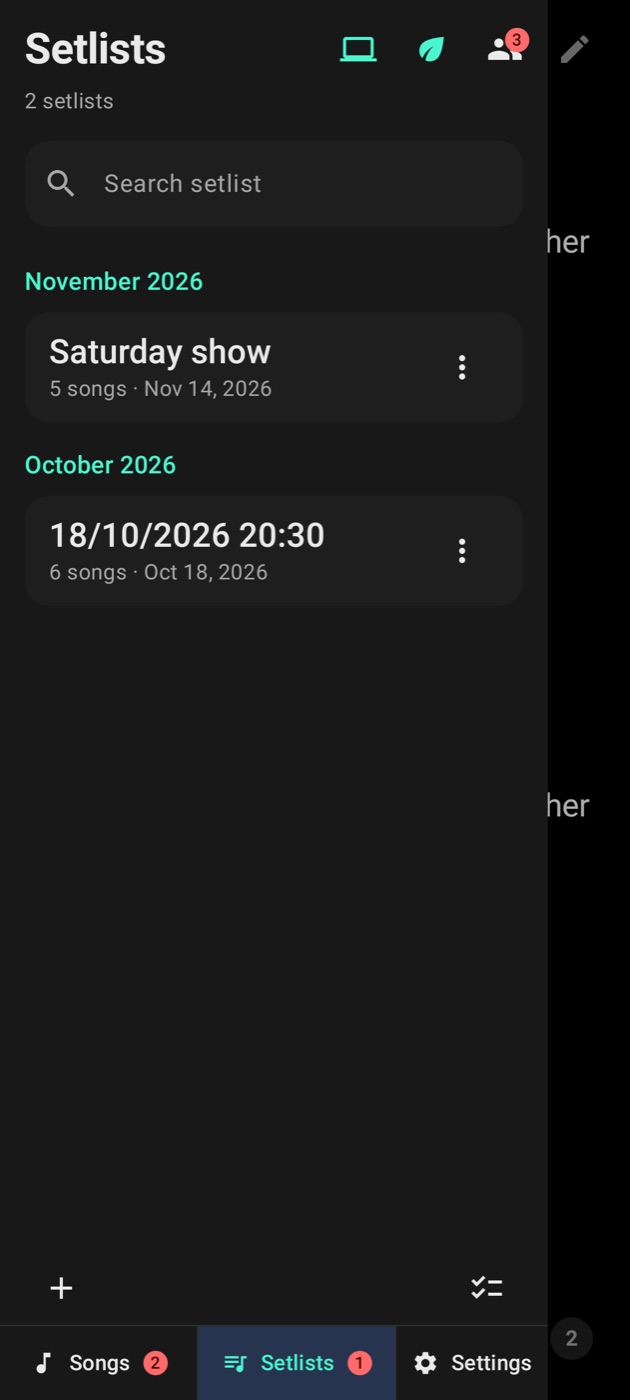 Setlists
3
2 setlists
Search setlist
her
November 2026
Saturday show
5 songs · Nov 14, 2026
October 2026
18/10/2026 20:30
6 songs · Oct 18, 2026
her
2
Songs 2
Setlists 1
Settings